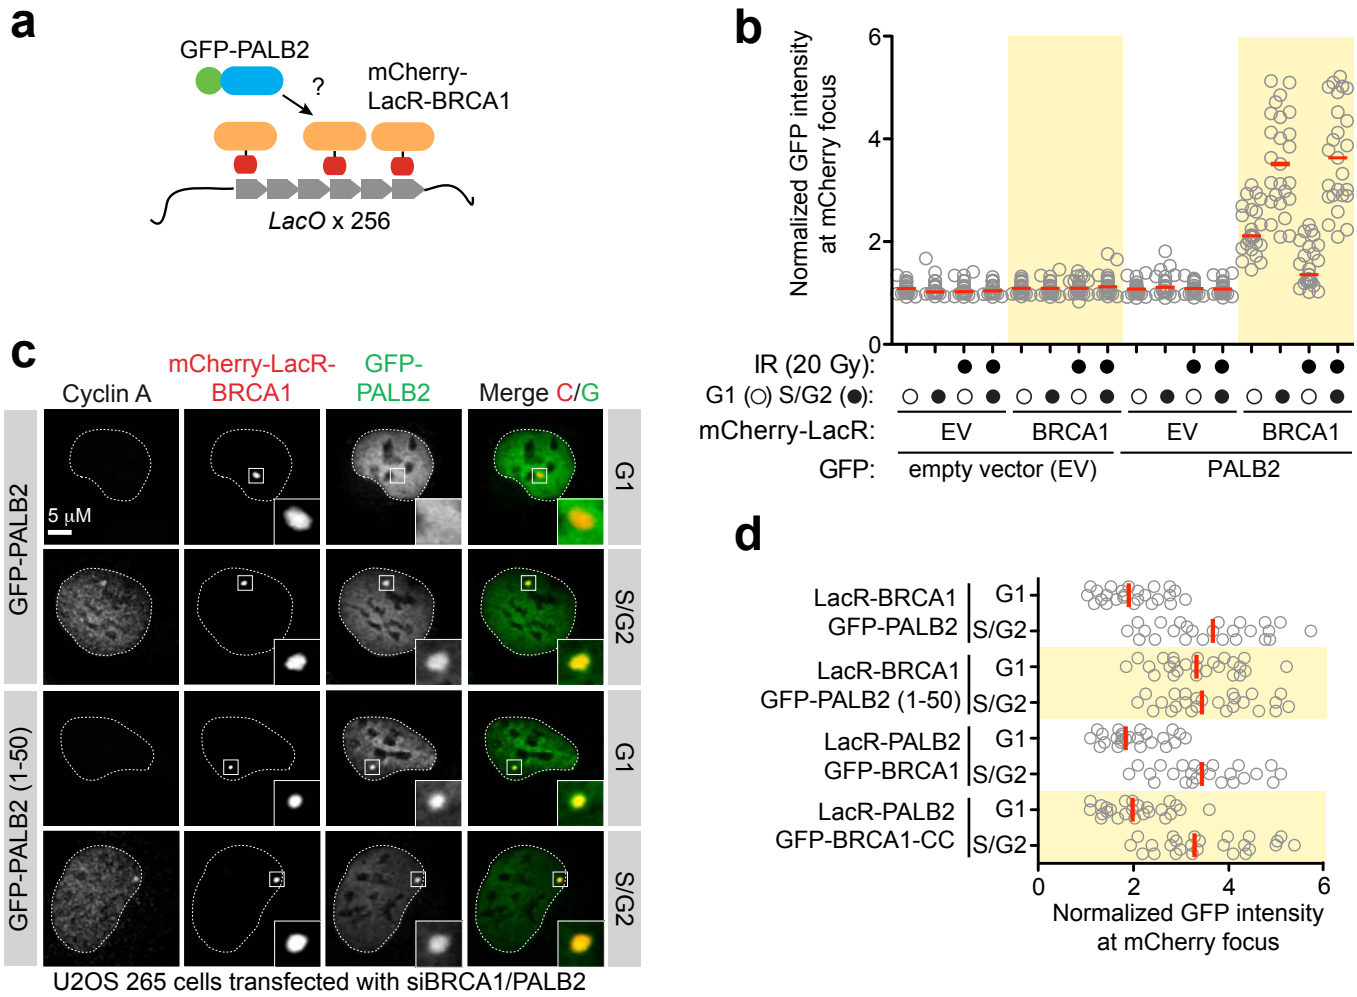 a
GFP-PALB2
?
mCherry-
LacR-BRCA1
LacO x 256
b
Normalized GFP intensity
at mCherry focus
6
4
2
0
IR (20 Gy):
G1 (○) S/G2 (●):
mCherry-LacR:
EV
BRCA1
EV
BRCA1
GFP:
empty vector (EV)
PALB2
c
Cyclin A
mCherry-LacR-
BRCA1
GFP-
PALB2
Merge C/G
GFP-PALB2
5 μM
G1
S/G2
GFP-PALB2 (1-50)
G1
S/G2
U2OS 265 cells transfected with siBRCA1/PALB2
d
LacR-BRCA1
GFP-PALB2
G1
S/G2
LacR-BRCA1
GFP-PALB2 (1-50)
G1
S/G2
LacR-PALB2
GFP-BRCA1
G1
S/G2
LacR-PALB2
GFP-BRCA1-CC
G1
S/G2
0
2
4
6
Normalized GFP intensity
at mCherry focus